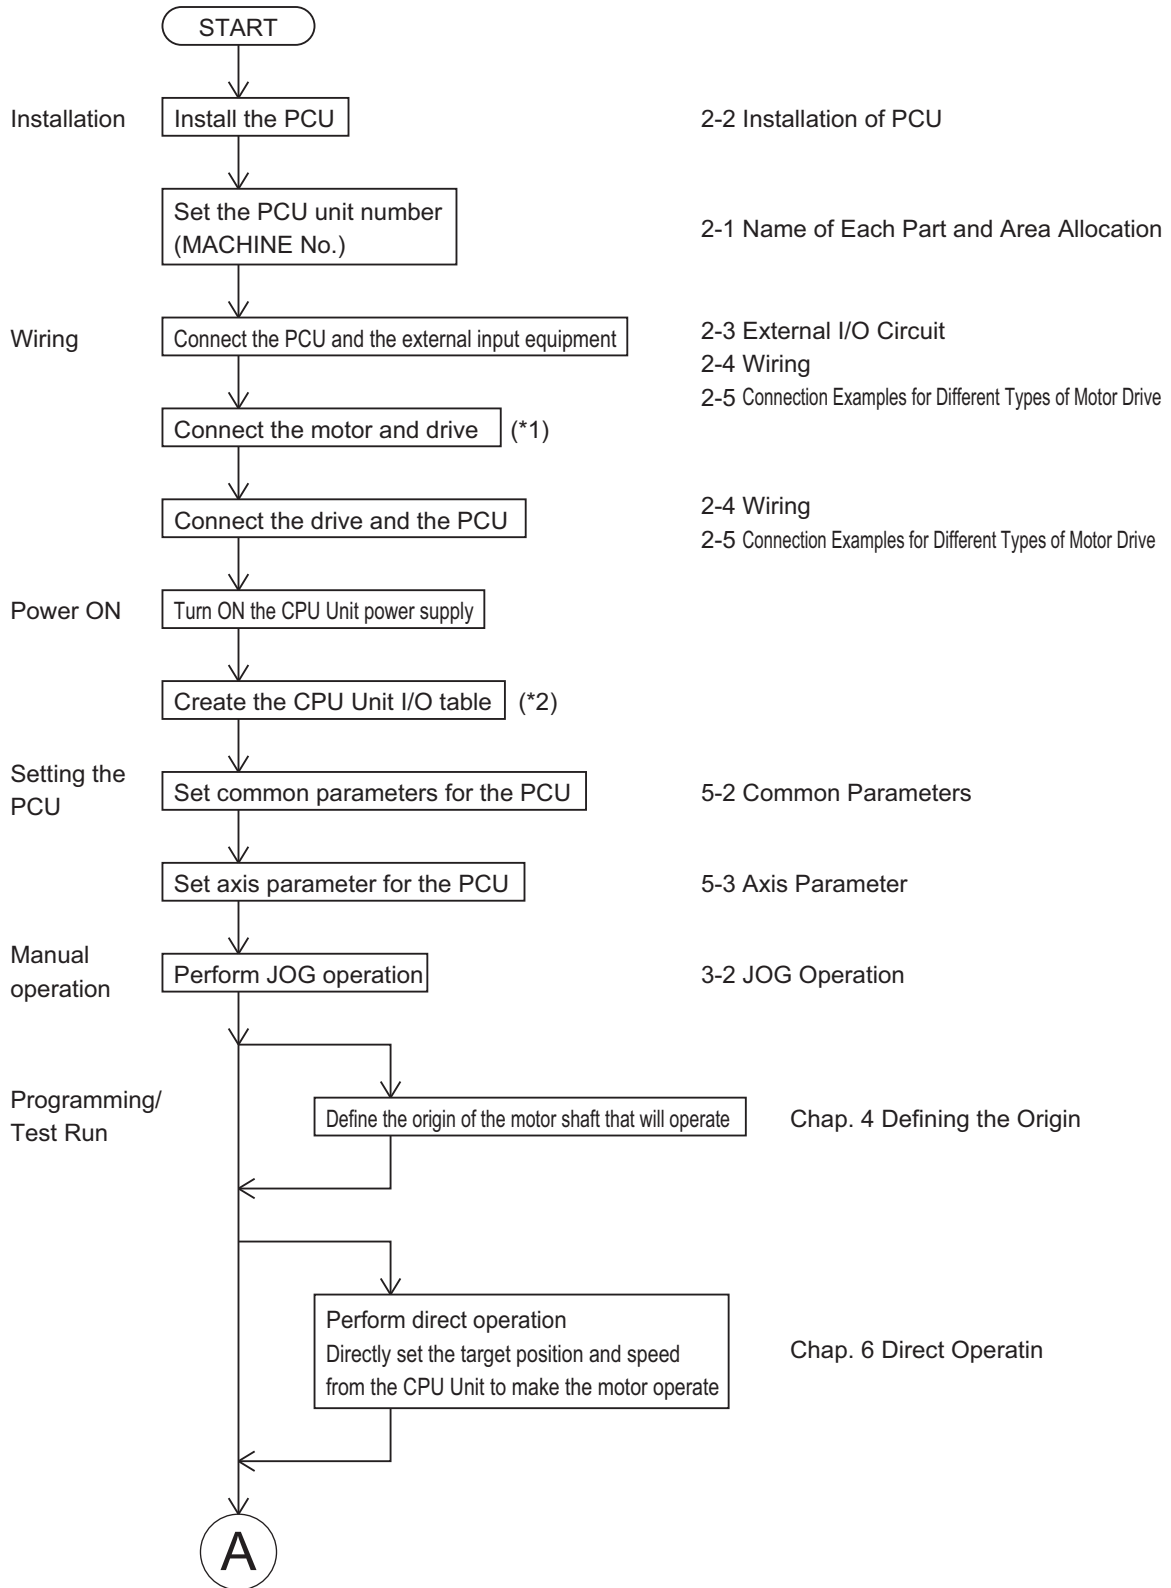 START
Installation
Install the PCU
2-2 Installation of PCU
Set the PCU unit number
(MACHINE No.)
2-1 Name of Each Part and Area Allocation
Wiring
Connect the PCU and the external input equipment
2-3 External I/O Circuit
2-4 Wiring
2-5 Connection Examples for Different Types of Motor Drive
Connect the motor and drive (*1)
Connect the drive and the PCU
2-4 Wiring
2-5 Connection Examples for Different Types of Motor Drive
Power ON
Turn ON the CPU Unit power supply
Create the CPU Unit I/O table (*2)
Setting the
PCU
Set common parameters for the PCU
5-2 Common Parameters
Set axis parameter for the PCU
5-3 Axis Parameter
Manual
operation
Perform JOG operation
3-2 JOG Operation
Programming/
Test Run
Define the origin of the motor shaft that will operate
Chap. 4 Defining the Origin
Perform direct operation
Directly set the target position and speed
from the CPU Unit to make the motor operate
Chap. 6 Direct Operatin
A